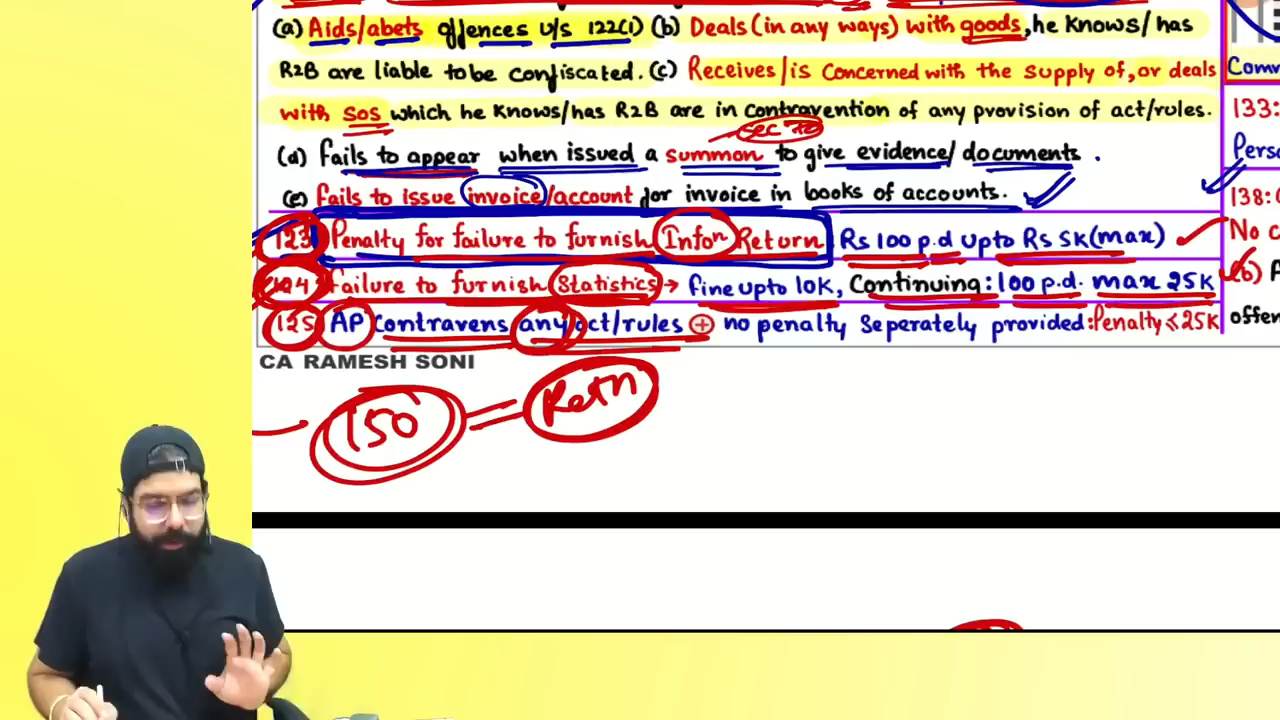 (a) Aids/abets offences u/s 122(1) (b) Deals (in any ways) with goods, he knows/has
R2B are liable to be confiscated. (c) Receives/is concerned with the supply of, or deals
with SOS which he knows/has R2B are in contravention of any provision of act/rules.
sec 70
(d) Fails to appear when issued a summon to give evidence/documents.
(e) Fails to issue invoice/account for invoice in books of accounts.
123 Penalty for failure to furnish Infoⁿ Return Rs 100 p.d upto Rs 5K(max)
124 Failure to furnish Statistics → fine upto 10K, Continuing: 100 p.d. max 25K
125 AP Contravens any act/rules ⊕ no penalty seperately provided: Penalty ≤ 25K
CA RAMESH SONI
150 = Retn
Comm
133:
Pers
138:
No c
(b) f
offen